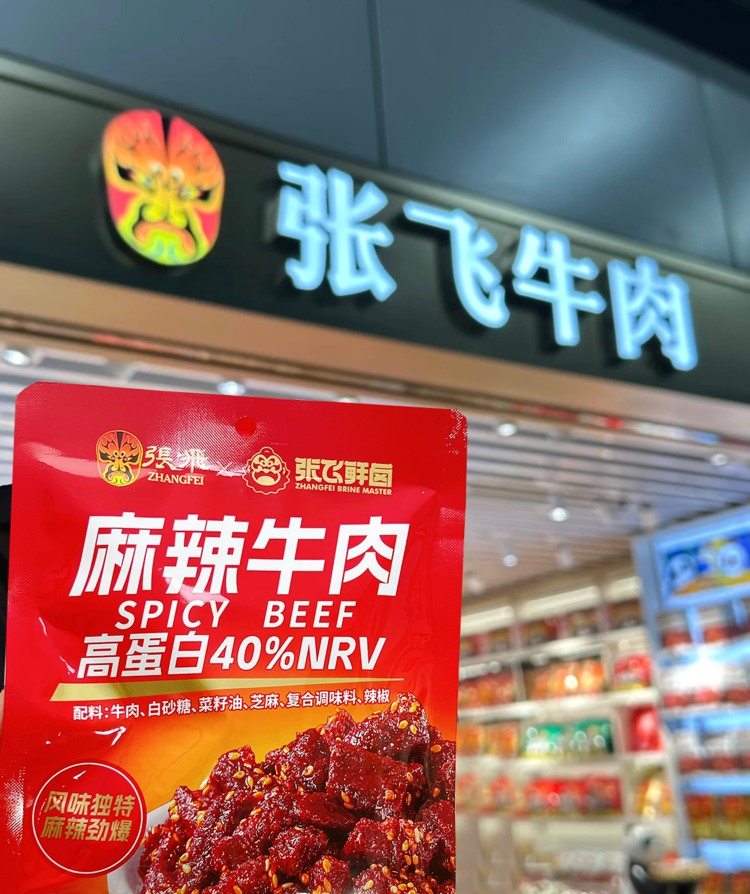 张飞牛肉
張飛
ZHANGFEI
张飞鲜卤
ZHANGFEI BRINE MASTER
麻辣牛肉
SPICY BEEF
高蛋白40%NRV
配料:牛肉、白砂糖、菜籽油、芝麻、复合调味料、辣椒
风味独特
麻辣劲爆